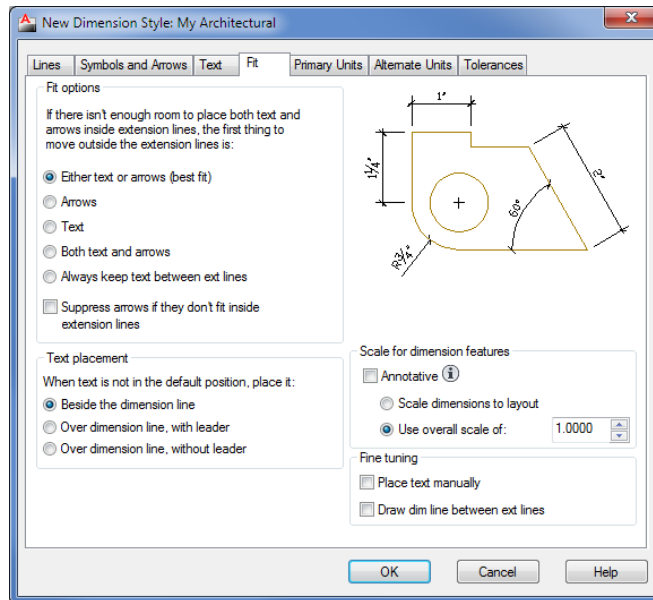 New Dimension Style: My Architectural
Lines
Symbols and Arrows
Text
Fit
Primary Units
Alternate Units
Tolerances
Fit options
If there isn't enough room to place both text and
arrows inside extension lines, the first thing to
move outside the extension lines is:
Either text or arrows (best fit)
Arrows
Text
Both text and arrows
Always keep text between ext lines
Suppress arrows if they don't fit inside
extension lines
Text placement
When text is not in the default position, place it:
Beside the dimension line
Over dimension line, with leader
Over dimension line, without leader
1"
1¼"
2"
60°
R¾"
Scale for dimension features
Annotative
Scale dimensions to layout
Use overall scale of: 1.0000
Fine tuning
Place text manually
Draw dim line between ext lines
OK
Cancel
Help